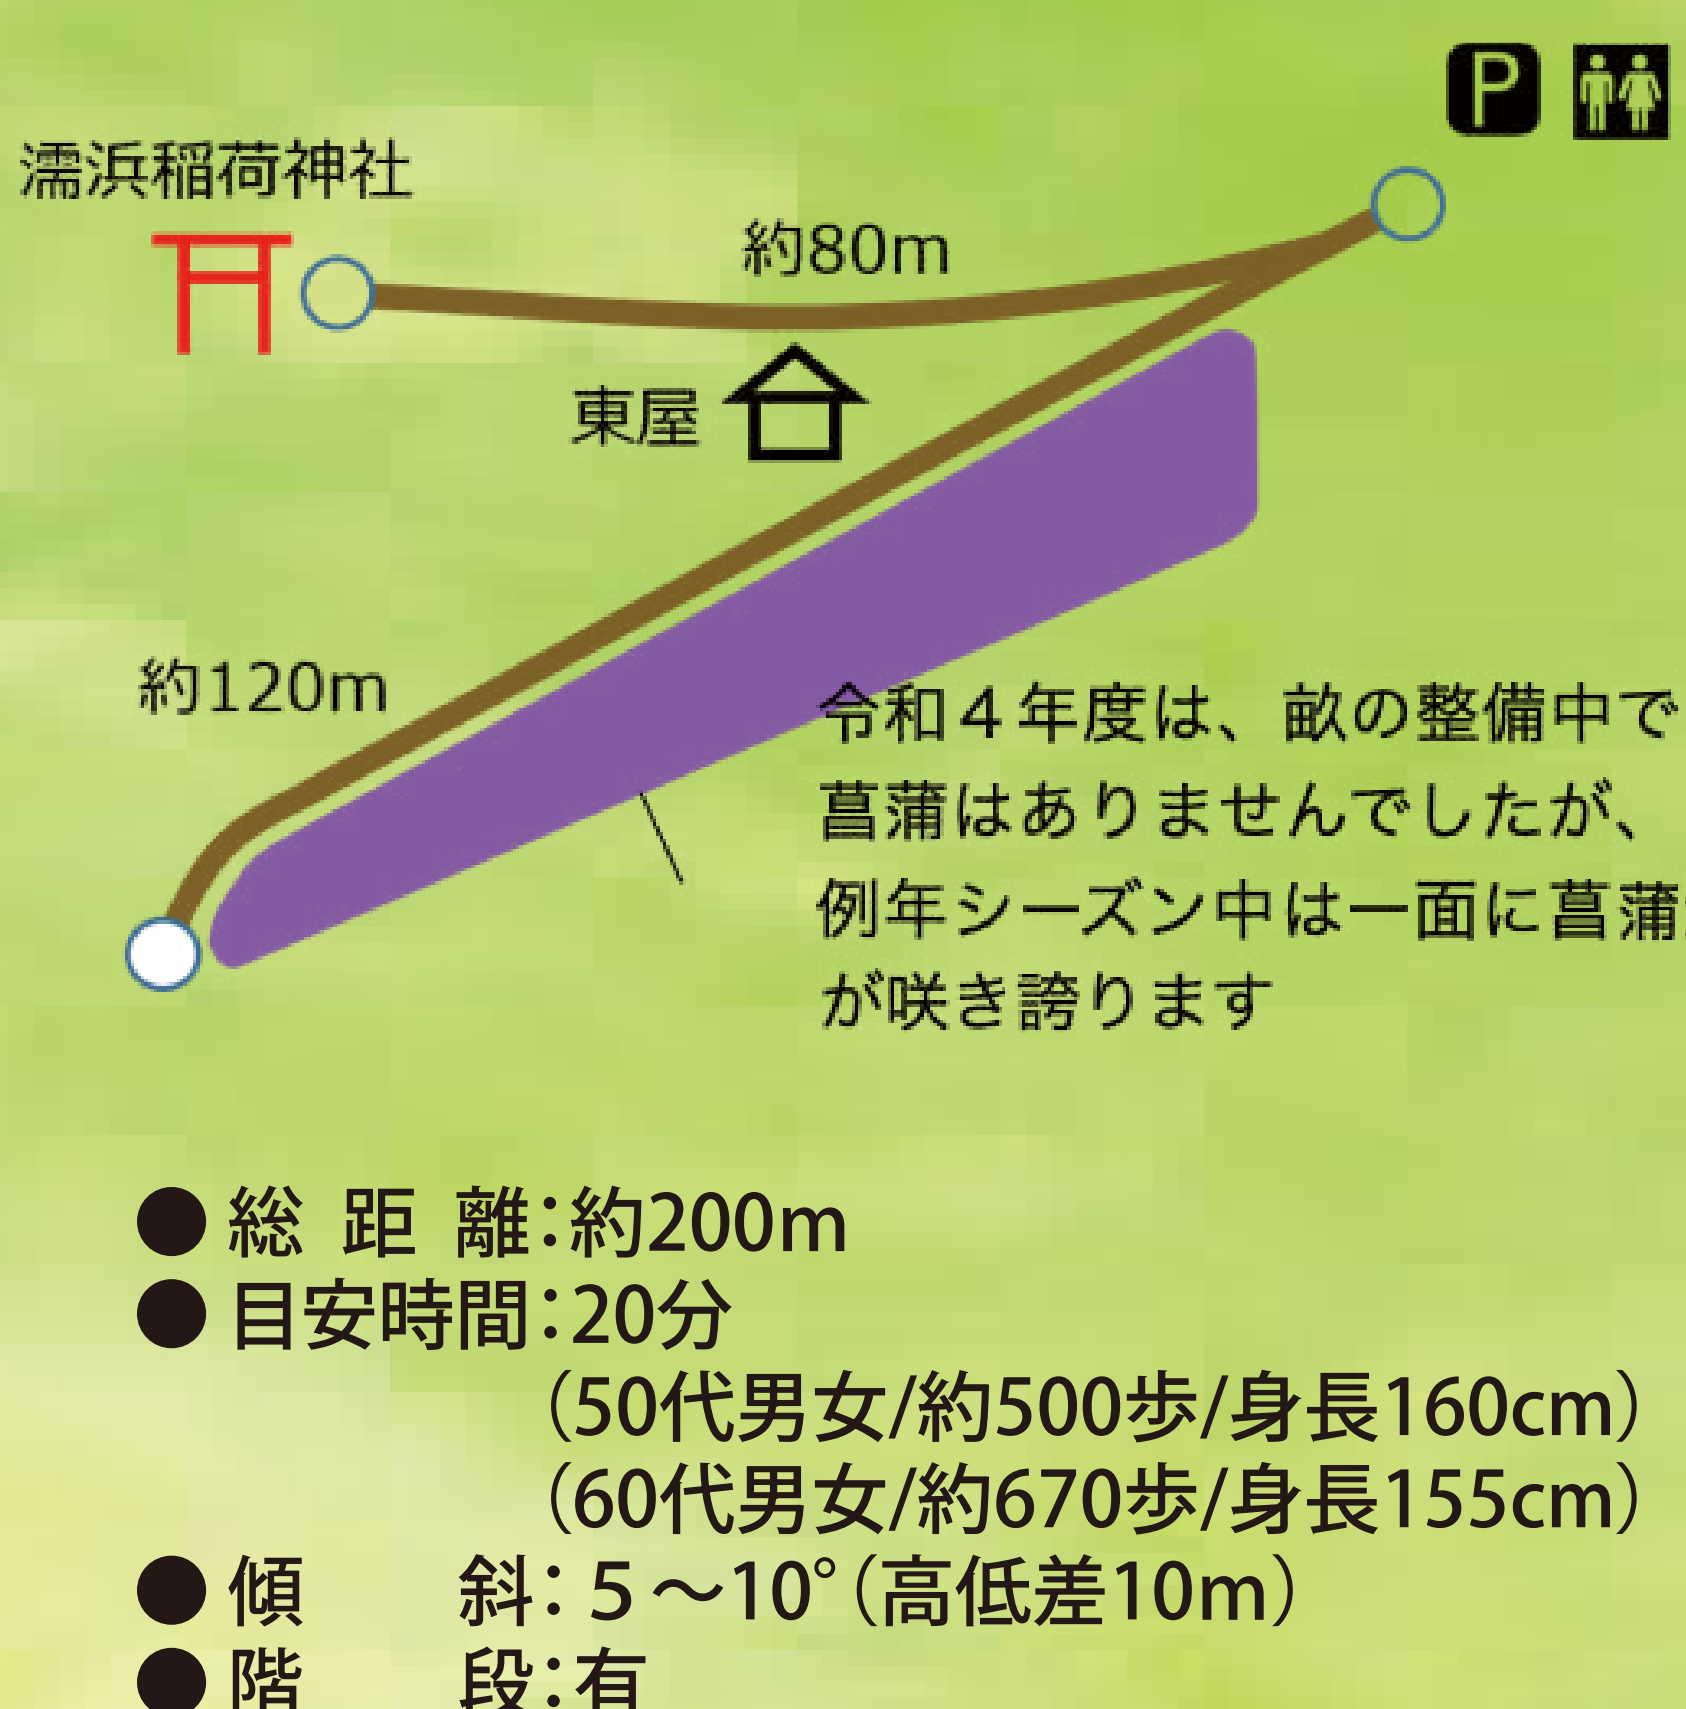 P
濡浜稲荷神社
約80m
東屋
約120m
令和４年度は、畝の整備中で
菖蒲はありませんでしたが、
例年シーズン中は一面に菖蒲
が咲き誇ります
●総距離：約200m
●目安時間：20分
（50代男女/約500歩/身長160cm）
（60代男女/約670歩/身長155cm）
●傾斜：５～10°（高低差10m）
●階段：有